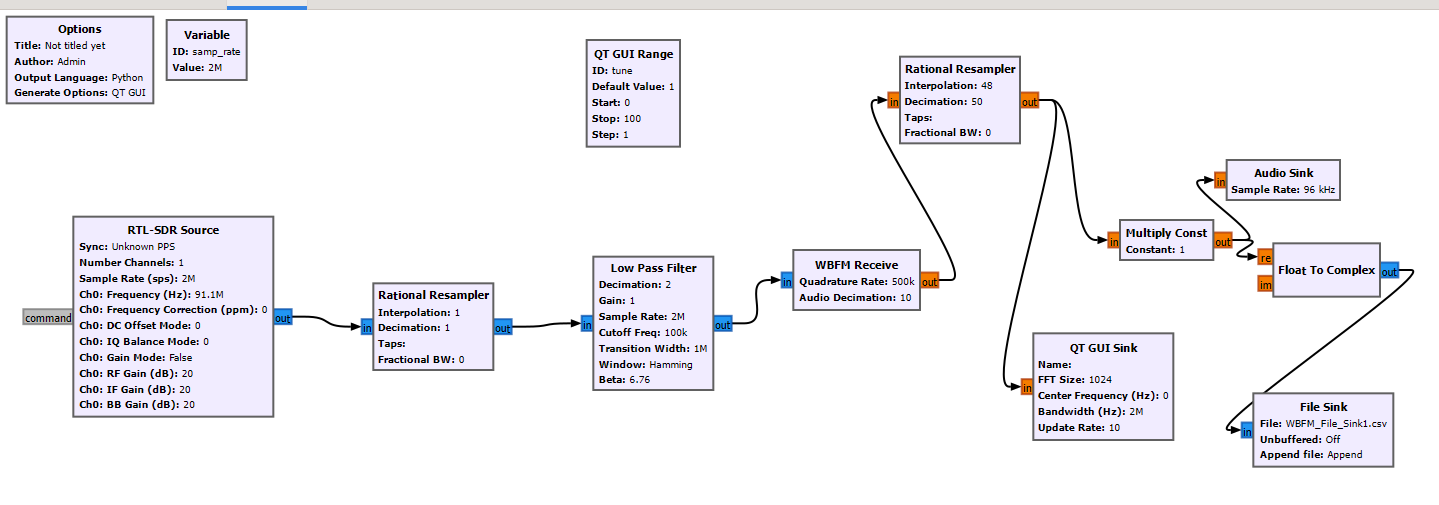 Options
Title: Not titled yet
Author: Admin
Output Language: Python
Generate Options: QT GUI
Variable
ID: samp_rate
Value: 2M
QT GUI Range
ID: tune
Default Value: 1
Start: 0
Stop: 100
Step: 1
Rational Resampler
Interpolation: 48
Decimation: 50
Taps:
Fractional BW: 0
in
out
Audio Sink
Sample Rate: 96 kHz
in
RTL-SDR Source
Sync: Unknown PPS
Number Channels: 1
Sample Rate (sps): 2M
Ch0: Frequency (Hz): 91.1M
Ch0: Frequency Correction (ppm): 0
Ch0: DC Offset Mode: 0
Ch0: IQ Balance Mode: 0
Ch0: Gain Mode: False
Ch0: RF Gain (dB): 20
Ch0: IF Gain (dB): 20
Ch0: BB Gain (dB): 20
command
out
Rational Resampler
Interpolation: 1
Decimation: 1
Taps:
Fractional BW: 0
in
out
Low Pass Filter
Decimation: 2
Gain: 1
Sample Rate: 2M
Cutoff Freq: 100k
Transition Width: 1M
Window: Hamming
Beta: 6.76
in
out
WBFM Receive
Quadrature Rate: 500k
Audio Decimation: 10
in
out
Multiply Const
Constant: 1
in
out
Float To Complex
re
im
out
QT GUI Sink
Name:
FFT Size: 1024
Center Frequency (Hz): 0
Bandwidth (Hz): 2M
Update Rate: 10
in
File Sink
File: WBFM_File_Sink1.csv
Unbuffered: Off
Append file: Append
in